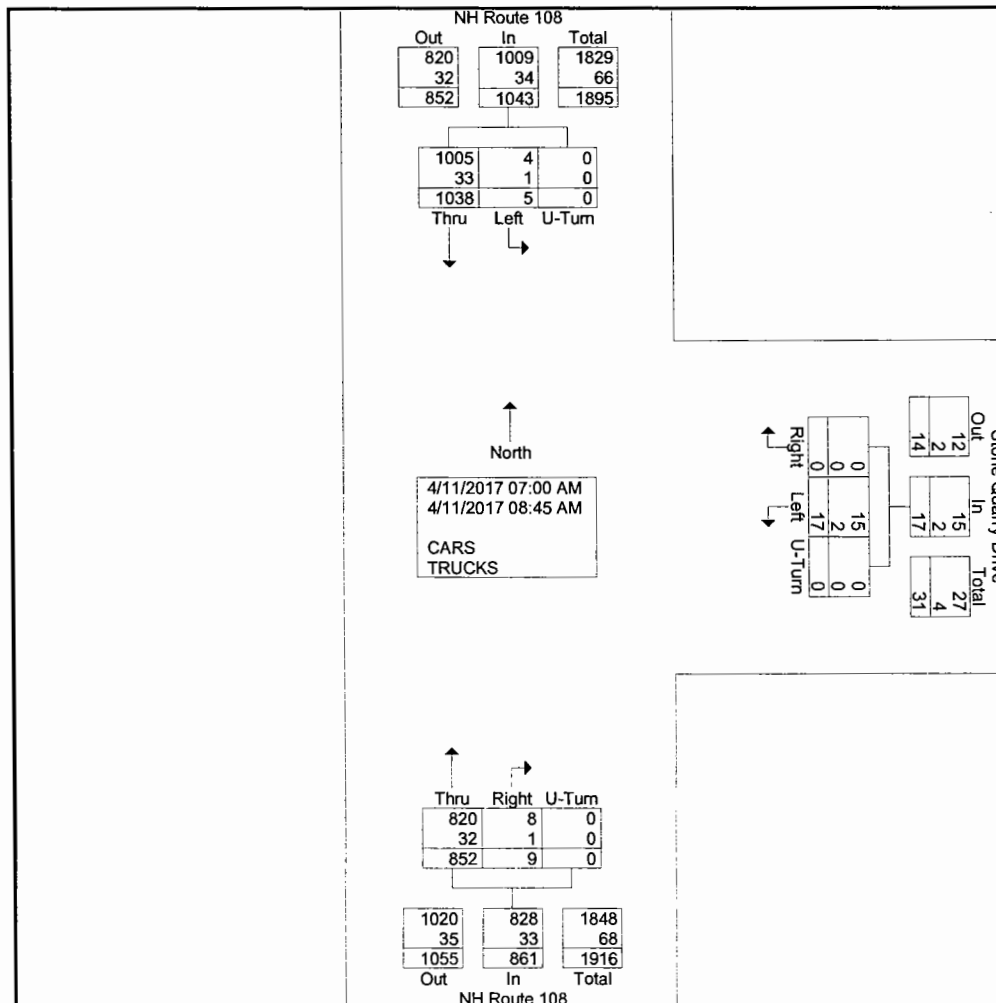 NH Route 108
Out In Total
820 1009 1829
32 34 66
852 1043 1895
1005 4 0
33 1 0
1038 5 0
Thru Left U-Turn
North
4/11/2017 07:00 AM
4/11/2017 08:45 AM
CARS
TRUCKS
Drive
Out In Total
12 15 27
2 2 4
14 17 31
0 15 0
0 2 0
0 17 0
Right Left U-Turn
Thru Right U-Turn
820 8 0
32 1 0
852 9 0
1020 828 1848
35 33 68
1055 861 1916
Out In Total
NH Route 108